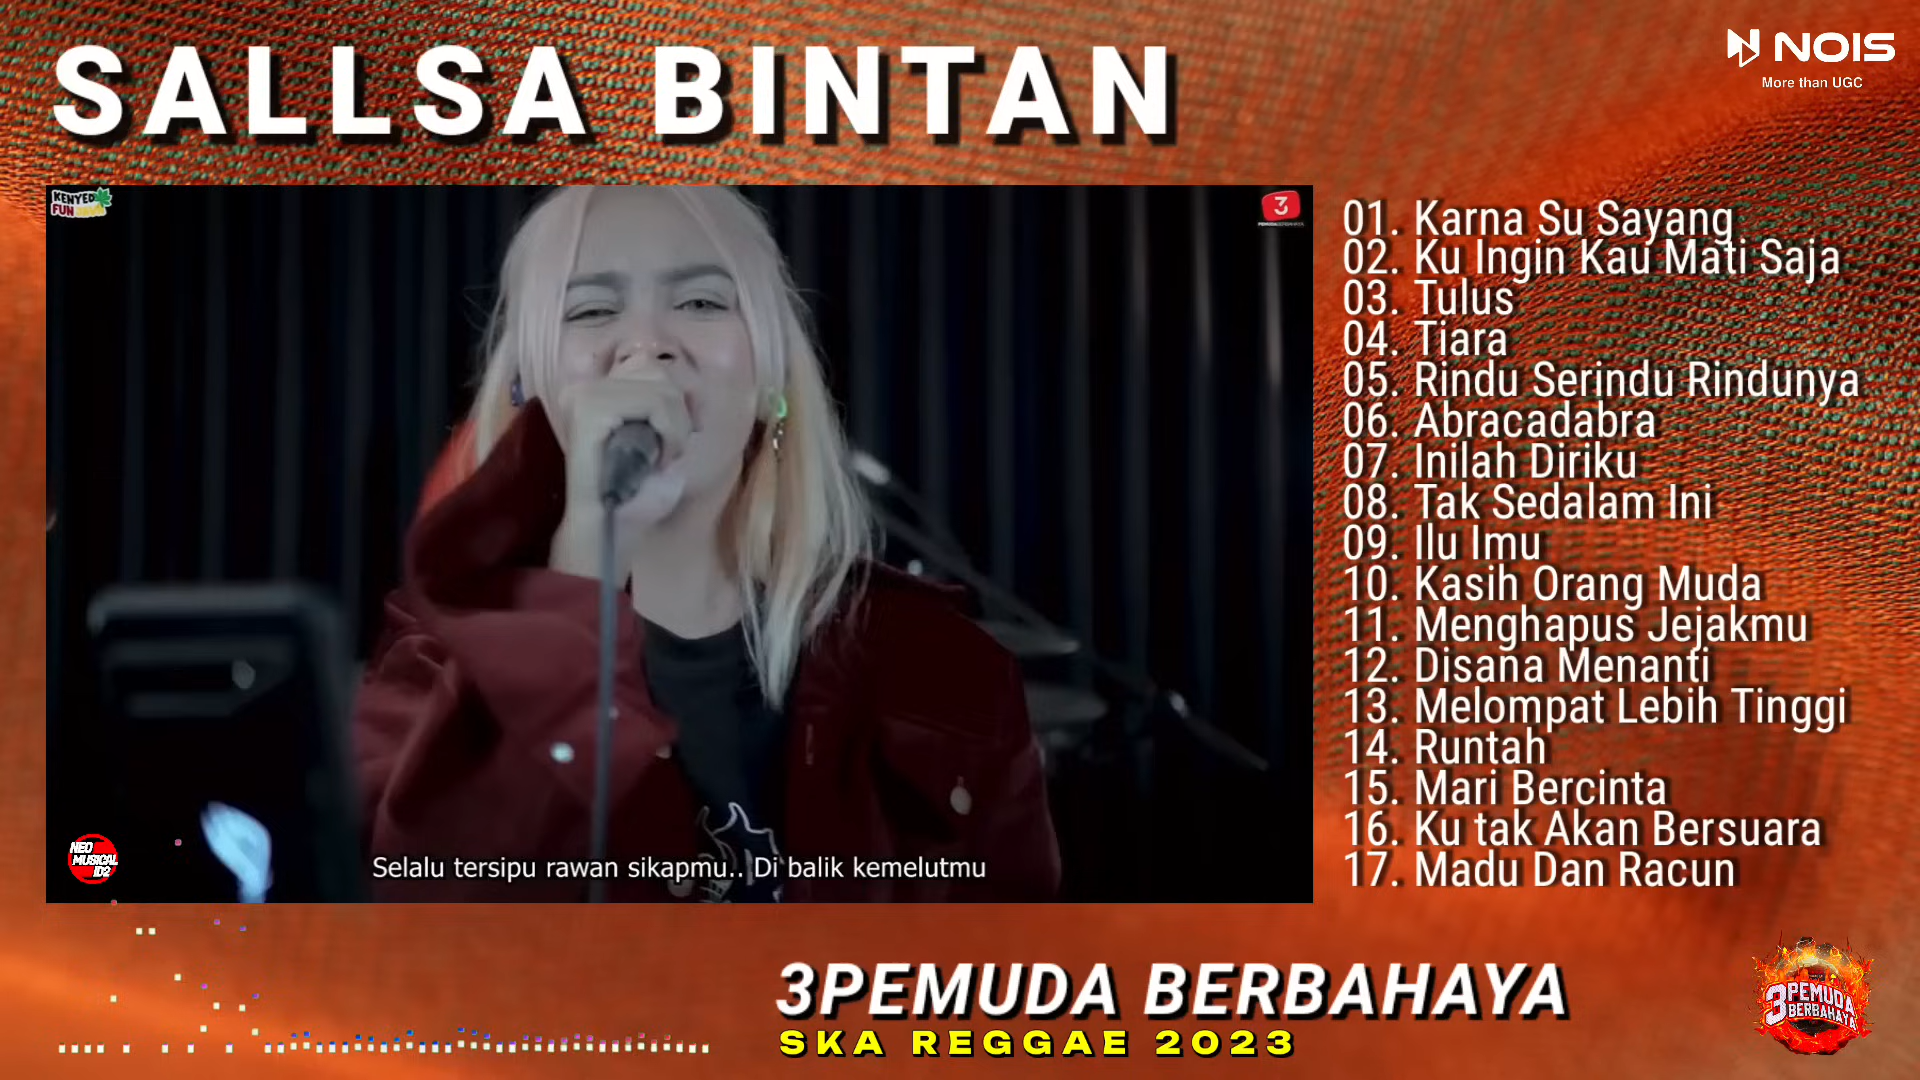 SALLSA BINTAN
NOIS
More than UGC
KENYED
FUN
3
01. Karna Su Sayang
02. Ku Ingin Kau Mati Saja
03. Tulus
04. Tiara
05. Rindu Serindu Rindunya
06. Abracadabra
07. Inilah Diriku
08. Tak Sedalam Ini
09. Ilu Imu
10. Kasih Orang Muda
11. Menghapus Jejakmu
12. Disana Menanti
13. Melompat Lebih Tinggi
14. Runtah
15. Mari Bercinta
16. Ku tak Akan Bersuara
17. Madu Dan Racun
NEO
MUSICAL
ID2
Selalu tersipu rawan sikapmu.. Di balik kemelutmu
3PEMUDA BERBAHAYA
SKA REGGAE 2023
3PEMUDA
BERBAHAYA